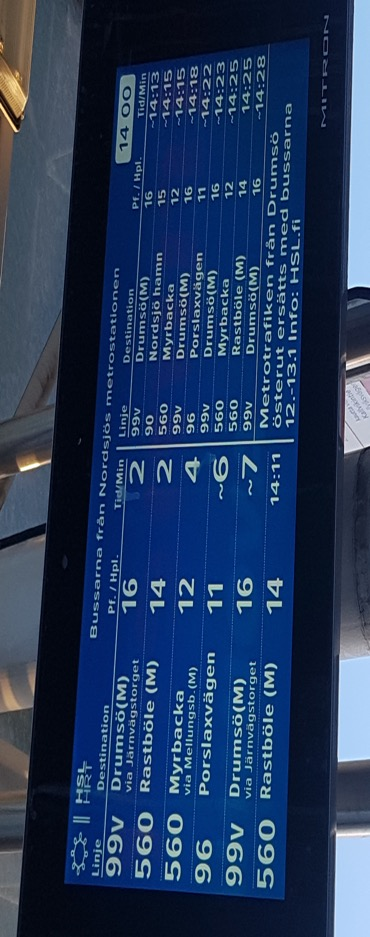 HSL
HRT
Bussarna från Nordsjös metrostationen
14 00
Linje Destination Pf. / Hpl. Tid/Min
99v Drumsö(M) 16 2
via Järnvägstorget
560 Rastböle (M) 14 2
560 Myrbacka 12 4
via Mellungsb.(M)
96 Porslaxvägen 11 ~6
99v Drumsö(M) 16 ~7
via Järnvägstorget
560 Rastböle (M) 14 14:11
Linje Destination Pf. / Hpl. Tid/Min
99v Drumsö(M) 16 ~14:13
90 Nordsjö hamn 15 ~14:15
560 Myrbacka 12 ~14:15
99v Drumsö(M) 16 ~14:18
96 Porslaxvägen 11 ~14:22
99v Drumsö(M) 16 ~14:23
560 Myrbacka 12 ~14:25
560 Rastböle (M) 14 14:25
99v Drumsö(M) 16 ~14:28
Metrotrafiken från Drumsö
österut ersätts med bussarna
12.-13.1 Info: HSL.fi
MITRON